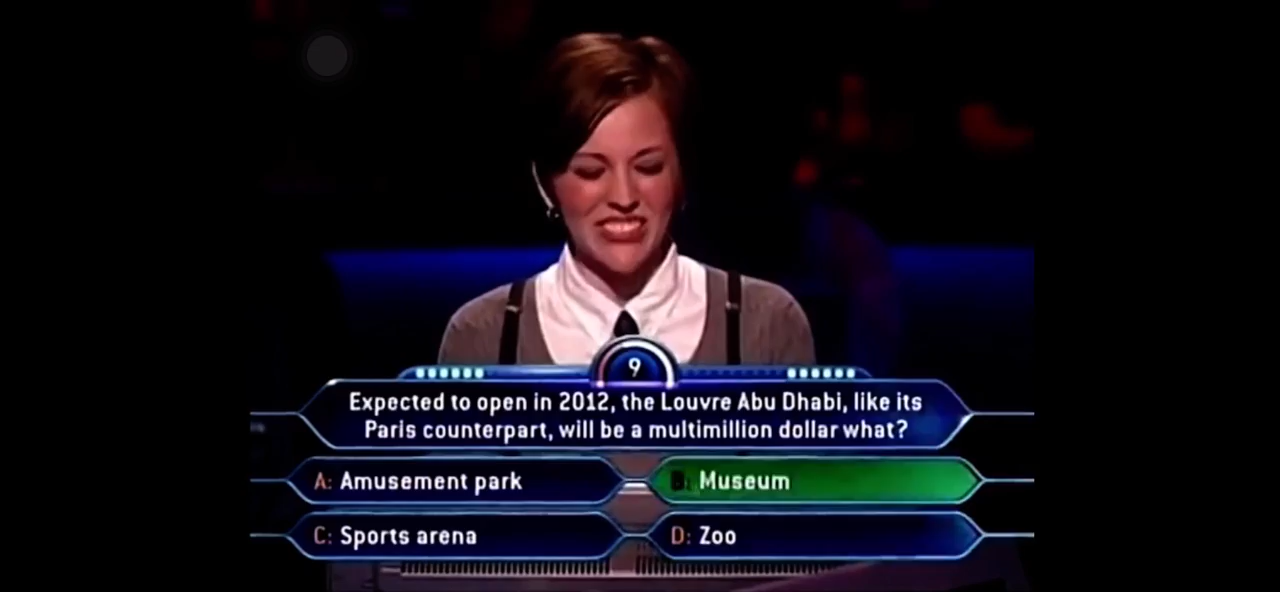 9
Expected to open in 2012, the Louvre Abu Dhabi, like its
Paris counterpart, will be a multimillion dollar what?
A: Amusement park
B: Museum
C: Sports arena
D: Zoo